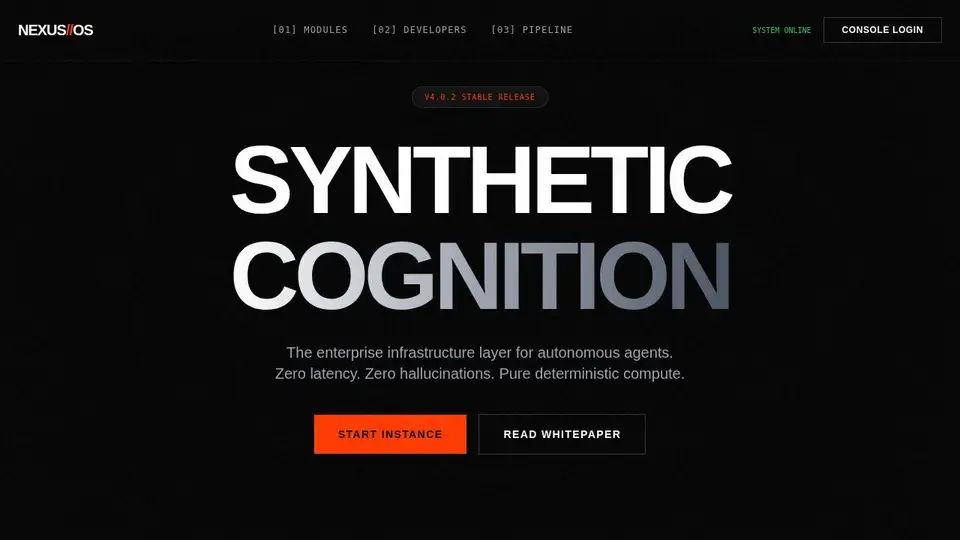 NEXUS//OS
[01] MODULES
[02] DEVELOPERS
[03] PIPELINE
SYSTEM ONLINE
CONSOLE LOGIN
V4.0.2 STABLE RELEASE
SYNTHETIC
COGNITION
The enterprise infrastructure layer for autonomous agents.
Zero latency. Zero hallucinations. Pure deterministic compute.
START INSTANCE
READ WHITEPAPER